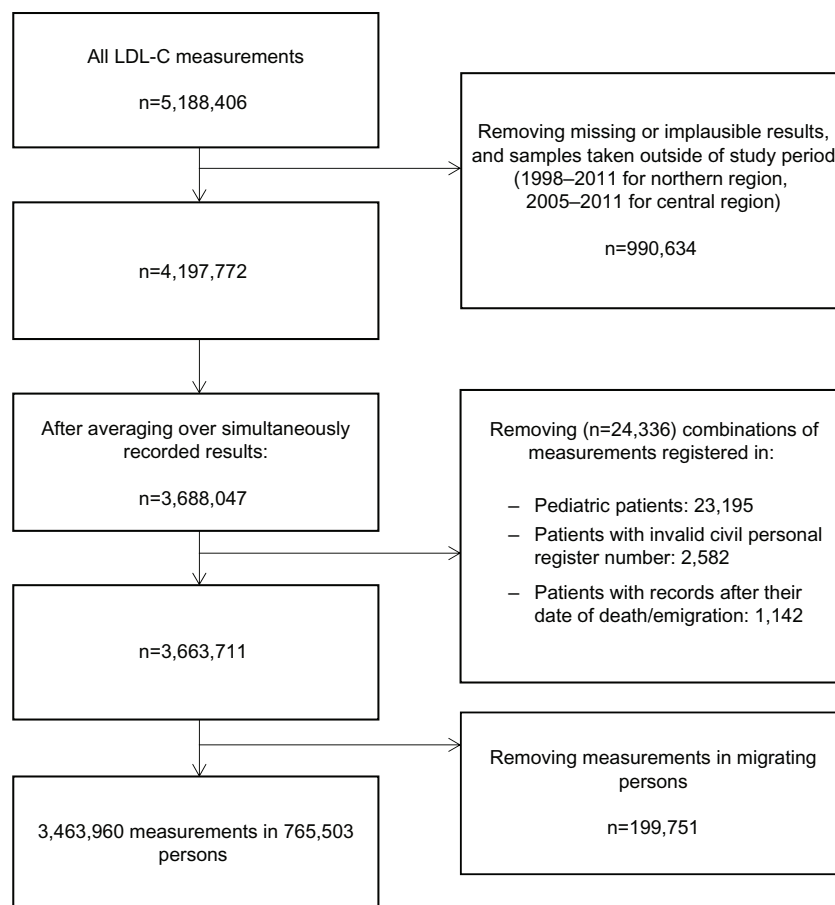 All LDL-C measurements
n=5,188,406
Removing missing or implausible results,
and samples taken outside of study period
(1998–2011 for northern region,
2005–2011 for central region)
n=990,634
n=4,197,772
After averaging over simultaneously
recorded results:
n=3,688,047
Removing (n=24,336) combinations of
measurements registered in:
– Pediatric patients: 23,195
– Patients with invalid civil personal
register number: 2,582
– Patients with records after their
date of death/emigration: 1,142
n=3,663,711
Removing measurements in migrating
persons
n=199,751
3,463,960 measurements in 765,503
persons